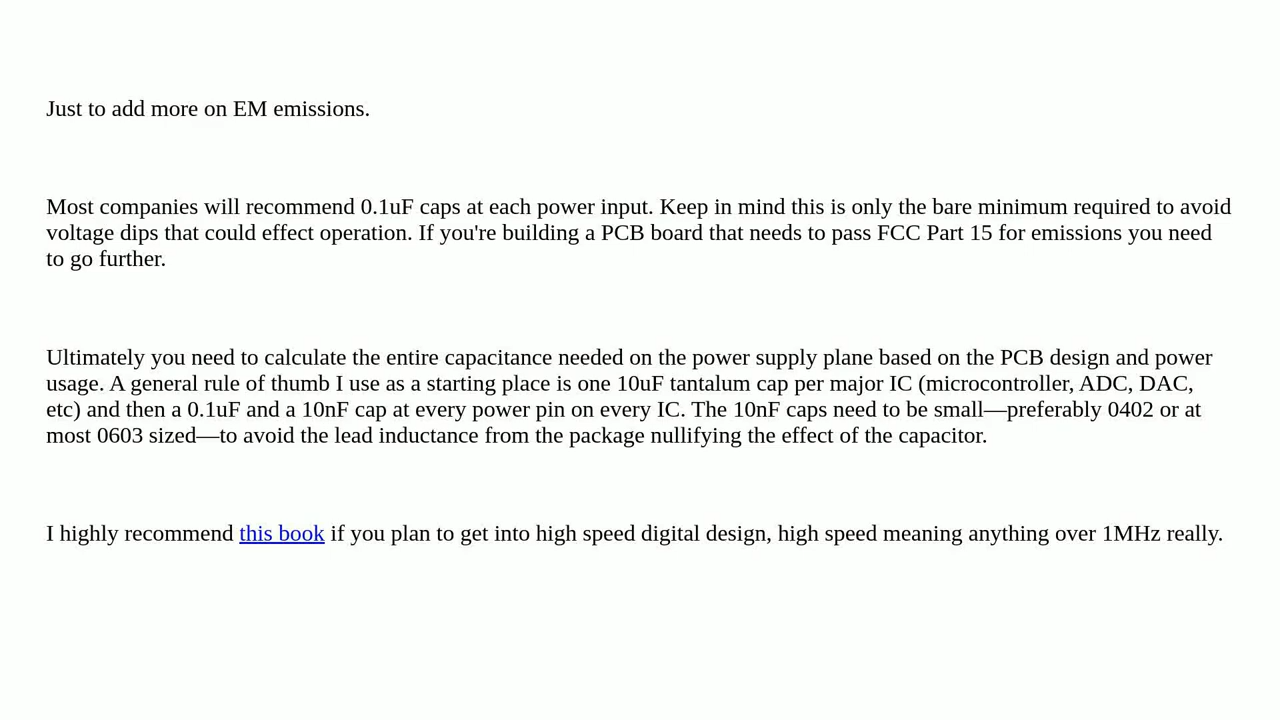 Just to add more on EM emissions.
Most companies will recommend 0.1uF caps at each power input. Keep in mind this is only the bare minimum required to avoid
voltage dips that could effect operation. If you're building a PCB board that needs to pass FCC Part 15 for emissions you need
to go further.
Ultimately you need to calculate the entire capacitance needed on the power supply plane based on the PCB design and power
usage. A general rule of thumb I use as a starting place is one 10uF tantalum cap per major IC (microcontroller, ADC, DAC,
etc) and then a 0.1uF and a 10nF cap at every power pin on every IC. The 10nF caps need to be small—preferably 0402 or at
most 0603 sized—to avoid the lead inductance from the package nullifying the effect of the capacitor.
I highly recommend this book if you plan to get into high speed digital design, high speed meaning anything over 1MHz really.